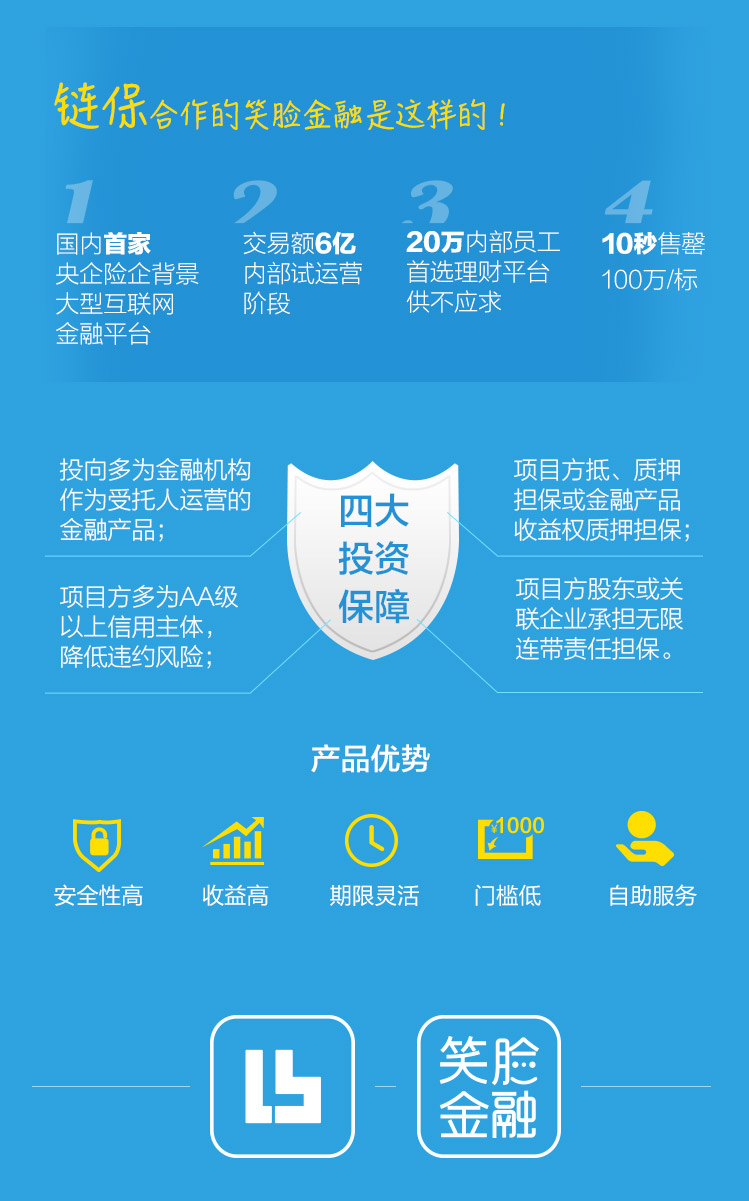 链保合作的笑脸金融是这样的！
1
国内首家
央企险企背景
大型互联网
金融平台
2
交易额6亿
内部试运营
阶段
3
20万内部员工
首选理财平台
供不应求
4
10秒售罄
100万/标
投向多为金融机构
作为受托人运营的
金融产品；
四大
投资
保障
项目方抵、质押
担保或金融产品
收益权质押担保；
项目方多为AA级
以上信用主体，
降低违约风险；
项目方股东或关
联企业承担无限
连带责任担保。
产品优势
¥1000
安全性高
收益高
期限灵活
门槛低
自助服务
笑脸
金融